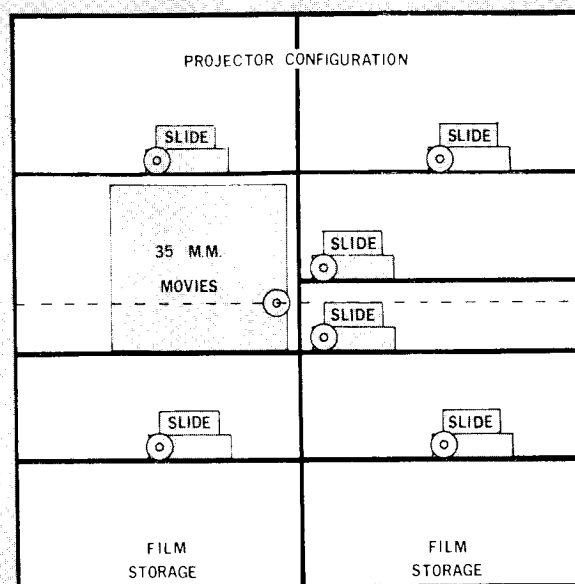 PROJECTOR CONFIGURATION
SLIDE
SLIDE
35 M.M.
MOVIES
SLIDE
SLIDE
SLIDE
SLIDE
FILM
STORAGE
FILM
STORAGE